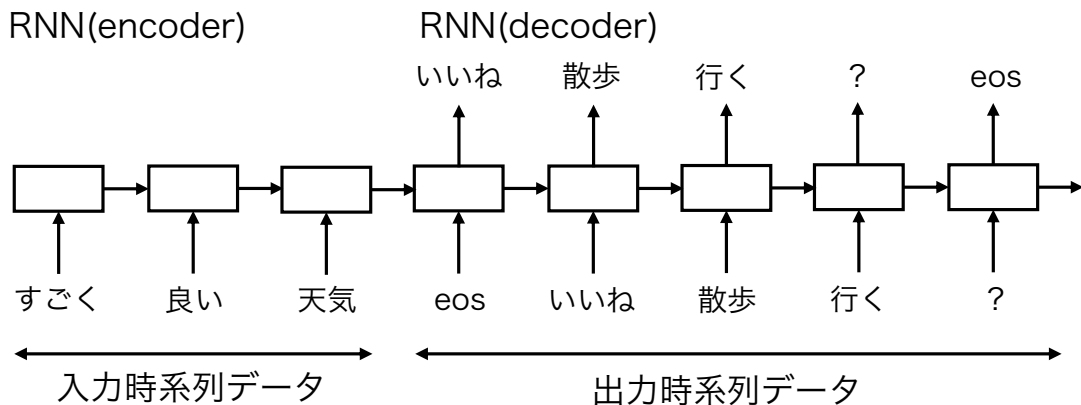 RNN(encoder) RNN(decoder)
いいね 散歩 行く ? eos
すごく 良い 天気 eos いいね 散歩 行く ?
入力時系列データ 出力時系列データ